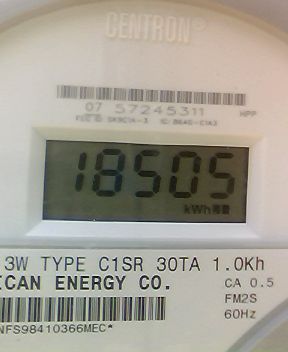 CENTRON®
07 57245311
HPP
18505
kWh
3W TYPE C1SR 30TA 1.0Kh
ICAN ENERGY CO.
CA 0.5
FM2S
60Hz
NFS98410366MEC*